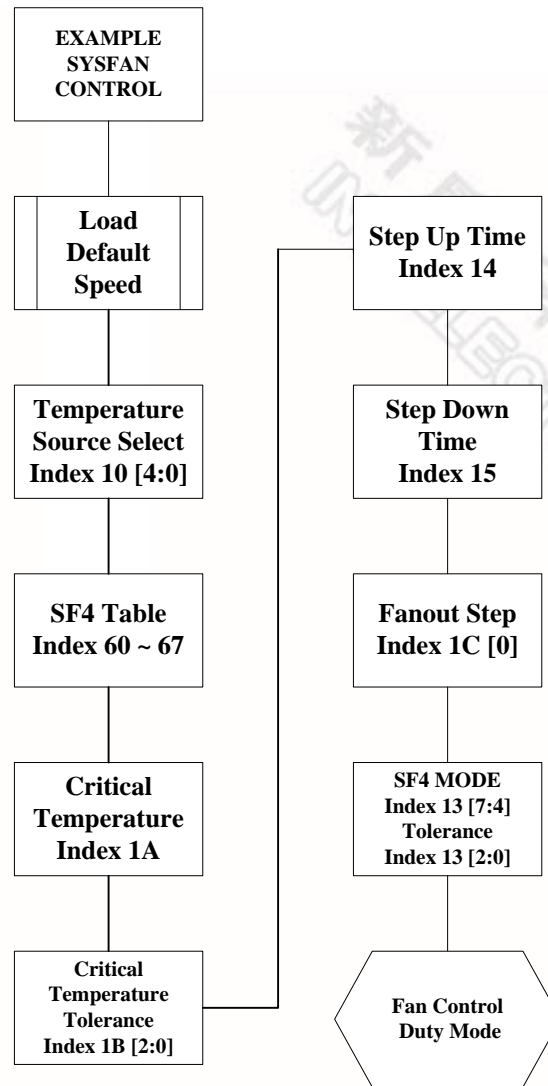 EXAMPLE
SYSFAN
CONTROL
Load
Default
Speed
Temperature
Source Select
Index 10 [4:0]
SF4 Table
Index 60 ~ 67
Critical
Temperature
Index 1A
Critical
Temperature
Tolerance
Index 1B [2:0]
Step Up Time
Index 14
Step Down
Time
Index 15
Fanout Step
Index 1C [0]
SF4 MODE
Index 13 [7:4]
Tolerance
Index 13 [2:0]
Fan Control
Duty Mode